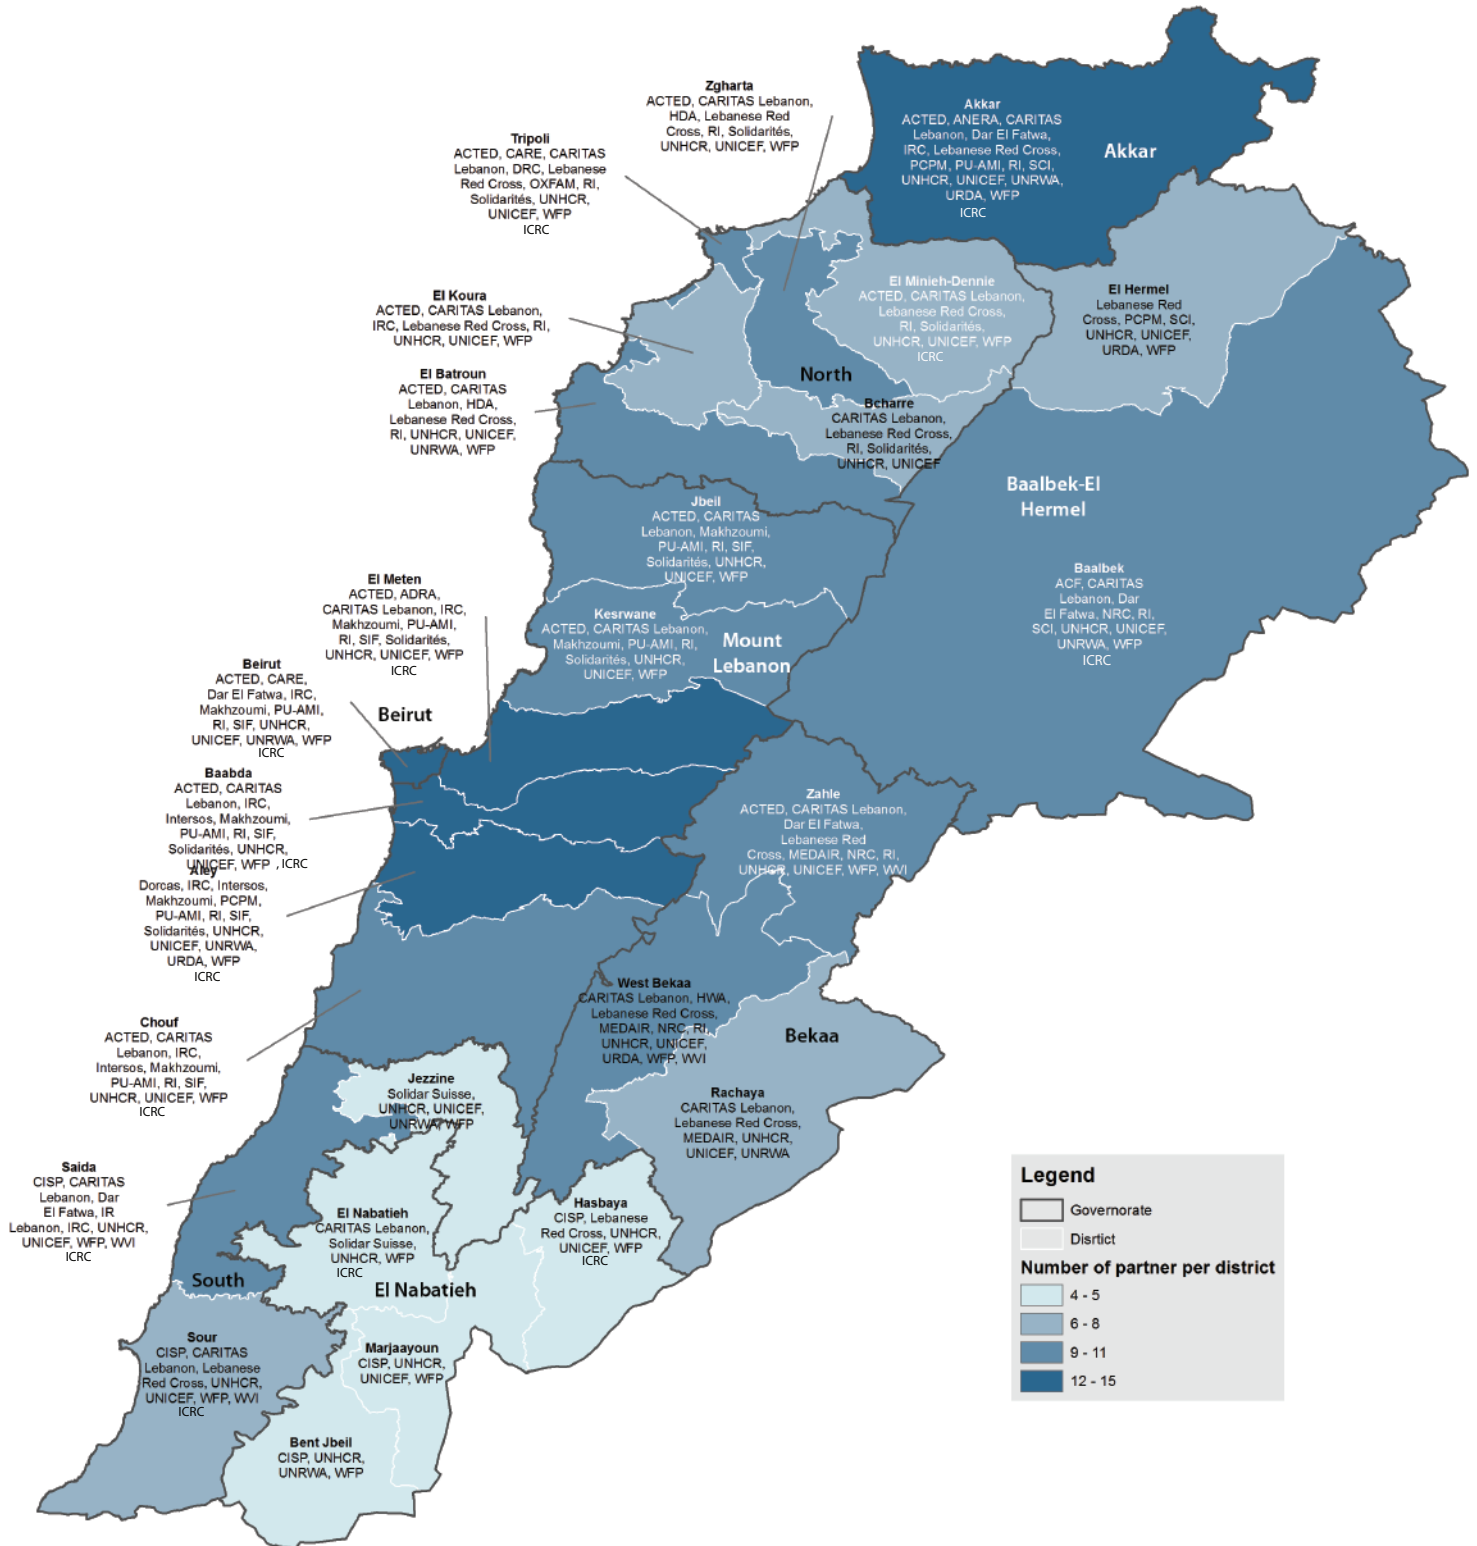 Zgharta
ACTED, CARITAS Lebanon,
HDA, Lebanese Red
Cross, RI, Solidarités,
UNHCR, UNICEF, WFP
Akkar
ACTED, ANERA, CARITAS
Lebanon, Dar El Fatwa,
IRC, Lebanese Red Cross,
PCPM, PU-AMI, RI, SCI,
UNHCR, UNICEF, UNRWA,
URDA, WFP
ICRC
Akkar
Tripoli
ACTED, CARE, CARITAS
Lebanon, DRC, Lebanese
Red Cross, OXFAM, RI,
Solidarités, UNHCR,
UNICEF, WFP
ICRC
El Minieh-Dennie
ACTED, CARITAS Lebanon,
Lebanese Red Cross,
RI, Solidarités,
UNHCR, UNICEF, WFP
ICRC
El Hermel
Lebanese Red
Cross, PCPM, SCI,
UNHCR, UNICEF,
URDA, WFP
El Koura
ACTED, CARITAS Lebanon,
IRC, Lebanese Red Cross, RI,
UNHCR, UNICEF, WFP
North
El Batroun
ACTED, CARITAS
Lebanon, HDA,
Lebanese Red Cross,
RI, UNHCR, UNICEF,
UNRWA, WFP
Bcharre
CARITAS Lebanon,
Lebanese Red Cross,
RI, Solidarités,
UNHCR, UNICEF
Baalbek-El
Hermel
Jbeil
ACTED, CARITAS
Lebanon, Makhzoumi,
PU-AMI, RI, SIF,
Solidarités, UNHCR,
UNICEF, WFP
Baalbek
ACF, CARITAS
Lebanon, Dar
El Fatwa, NRC, RI,
SCI, UNHCR, UNICEF,
UNRWA, WFP
ICRC
El Meten
ACTED, ADRA,
CARITAS Lebanon, IRC,
Makhzoumi, PU-AMI,
RI, SIF, Solidarités,
UNHCR, UNICEF, WFP
ICRC
Kesrwane
ACTED, CARITAS Lebanon,
Makhzoumi, PU-AMI, RI,
Solidarités, UNHCR,
UNICEF, WFP
Mount
Lebanon
Beirut
ACTED, CARE,
Dar El Fatwa, IRC,
Makhzoumi, PU-AMI,
RI, SIF, UNHCR,
UNICEF, UNRWA, WFP
ICRC
Beirut
Baabda
ACTED, CARITAS
Lebanon, IRC,
Intersos, Makhzoumi,
PU-AMI, RI, SIF,
Solidarités, UNHCR,
UNICEF, WFP , ICRC
Zahle
ACTED, CARITAS Lebanon,
Dar El Fatwa,
Lebanese Red
Cross, MEDAIR, NRC, RI,
UNHCR, UNICEF, WFP, WVI
Aley
Dorcas, IRC, Intersos,
Makhzoumi, PCPM,
PU-AMI, RI, SIF,
Solidarités, UNHCR,
UNICEF, UNRWA,
URDA, WFP
ICRC
West Bekaa
CARITAS Lebanon, HWA,
Lebanese Red Cross,
MEDAIR, NRC, RI,
UNHCR, UNICEF,
URDA, WFP, WVI
Bekaa
Chouf
ACTED, CARITAS
Lebanon, IRC,
Intersos, Makhzoumi,
PU-AMI, RI, SIF,
UNHCR, UNICEF, WFP
ICRC
Jezzine
Solidar Suisse,
UNHCR, UNICEF,
UNRWA, WFP
Rachaya
CARITAS Lebanon,
Lebanese Red Cross,
MEDAIR, UNHCR,
UNICEF, UNRWA
Saida
CISP, CARITAS
Lebanon, Dar
El Fatwa, IR
Lebanon, IRC, UNHCR,
UNICEF, WFP, WVI
ICRC
El Nabatieh
CARITAS Lebanon,
Solidar Suisse,
UNHCR, WFP
ICRC
Hasbaya
CISP, Lebanese
Red Cross, UNHCR,
UNICEF, WFP
ICRC
South
El Nabatieh
Sour
CISP, CARITAS
Lebanon, Lebanese
Red Cross, UNHCR,
UNICEF, WFP, WVI
ICRC
Marjaayoun
CISP, UNHCR,
UNICEF, WFP
Bent Jbeil
CISP, UNHCR,
UNRWA, WFP
Legend
Governorate
Disrtict
Number of partner per district
4 - 5
6 - 8
9 - 11
12 - 15